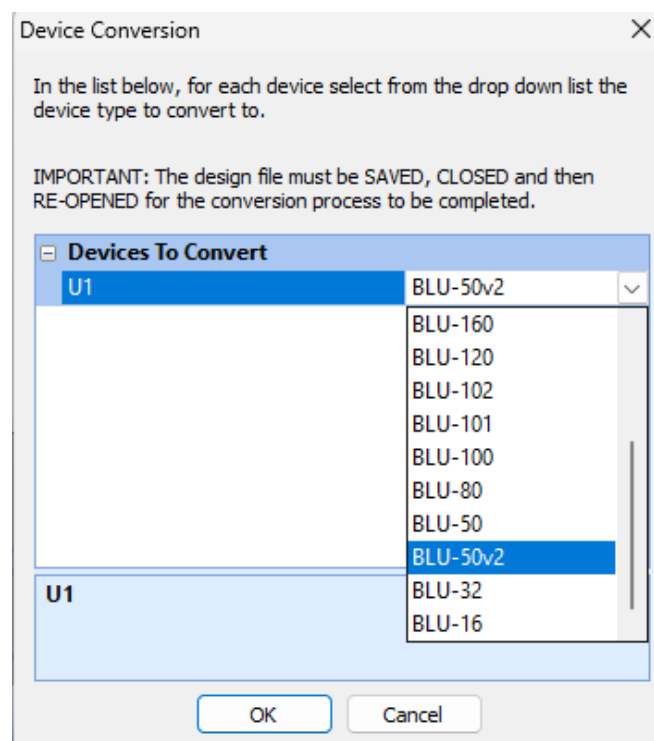 Device Conversion
In the list below, for each device select from the drop down list the
device type to convert to.
IMPORTANT: The design file must be SAVED, CLOSED and then
RE-OPENED for the conversion process to be completed.
Devices To Convert
U1 BLU-50v2
BLU-160
BLU-120
BLU-102
BLU-101
BLU-100
BLU-80
BLU-50
BLU-50v2
BLU-32
BLU-16
U1
OK Cancel